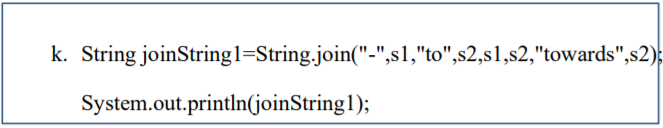 k. String joinString1=String.join("-",s1,"to",s2,s1,s2,"towards",s2);
System.out.println(joinString1);